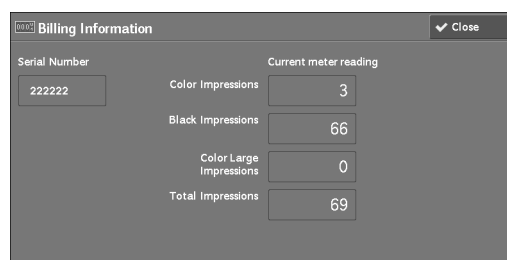 Billing Information
Close
Serial Number
Current meter reading
222222
Color Impressions
3
Black Impressions
66
Color Large
Impressions
0
Total Impressions
69